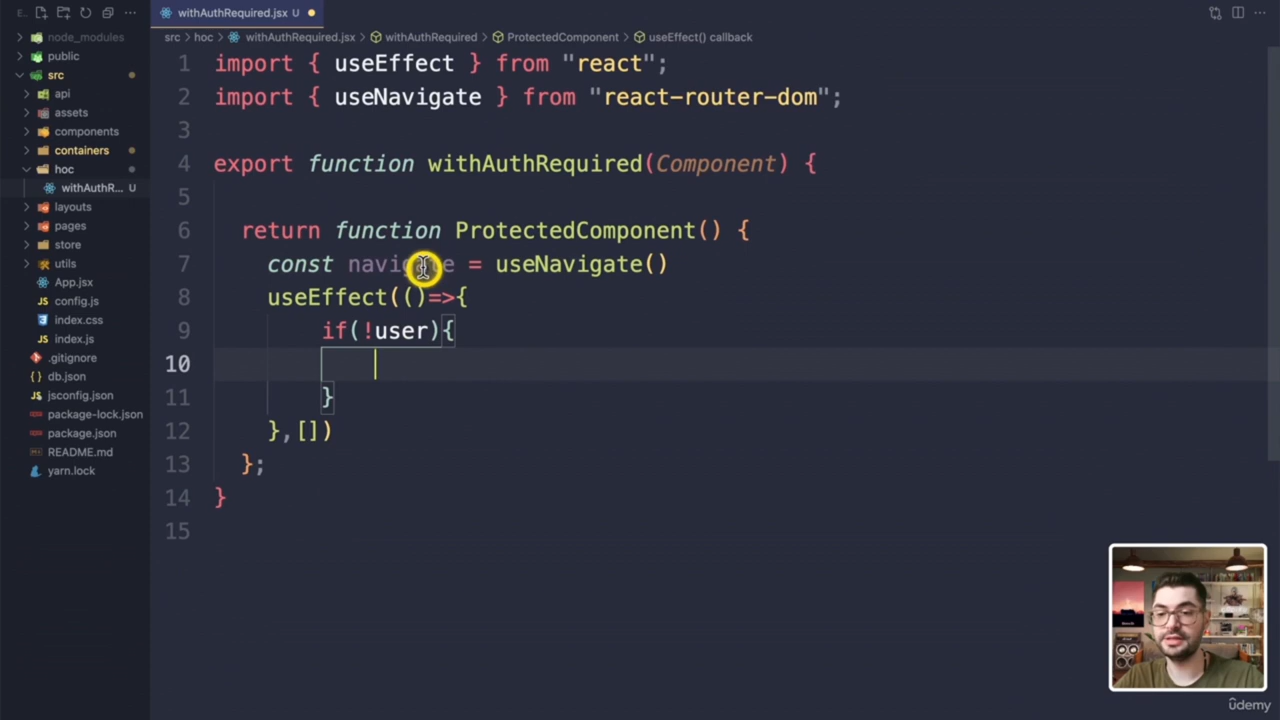 E...
withAuthRequired.jsx U
src > hoc > withAuthRequired.jsx > withAuthRequired > ProtectedComponent > useEffect() callback
node_modules
public
src
api
assets
components
containers
hoc
withAuthR... U
layouts
pages
store
utils
App.jsx
config.js
index.css
index.js
.gitignore
db.json
jsconfig.json
package-lock.json
package.json
README.md
yarn.lock
1 import { useEffect } from "react";
2 import { useNavigate } from "react-router-dom";
3
4 export function withAuthRequired(Component) {
5
6 return function ProtectedComponent() {
7 const navigate = useNavigate()
8 useEffect(()=>{
9 if(!user){
10
11 }
12 },[])
13 };
14 }
15
ûdemy